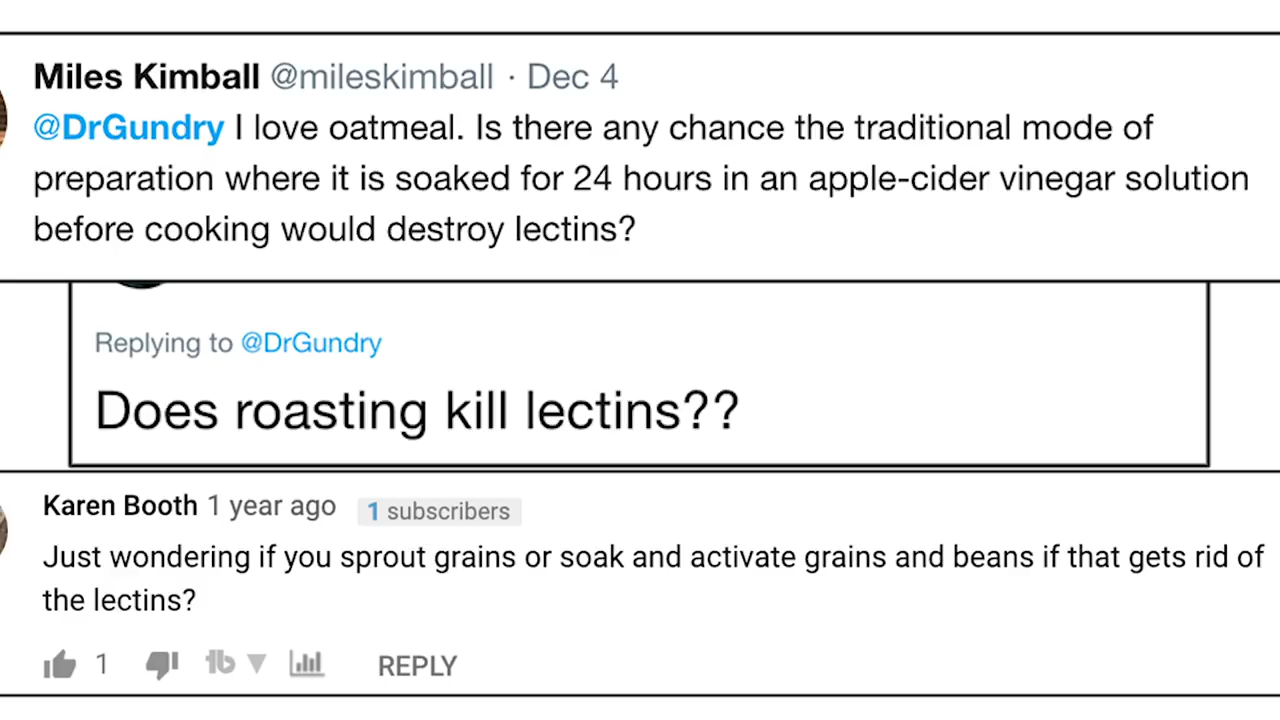 Miles Kimball @mileskimball · Dec 4
@DrGundry I love oatmeal. Is there any chance the traditional mode of
preparation where it is soaked for 24 hours in an apple-cider vinegar solution
before cooking would destroy lectins?
Replying to @DrGundry
Does roasting kill lectins??
Karen Booth 1 year ago 1 subscribers
Just wondering if you sprout grains or soak and activate grains and beans if that gets rid of
the lectins?
1 tb REPLY